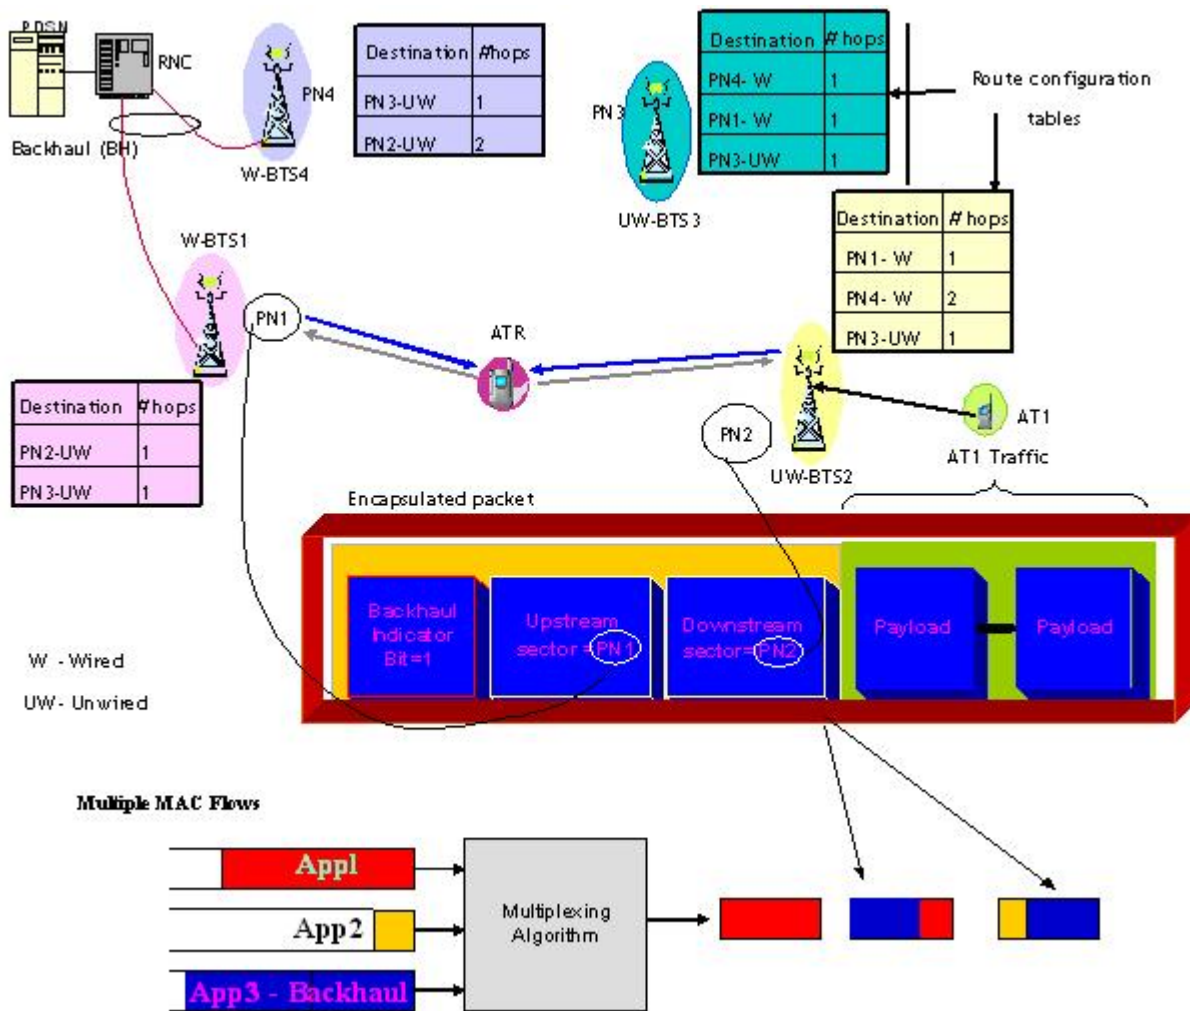 PDSN
RNC
Backhaul (BH)
PN4
W-BTS4
Destination #hops
PN3-UW 1
PN2-UW 2
PN3
UW-BTS3
Destination # hops
PN4- W 1
PN1- W 1
PN3-UW 1
Route configuration
tables
Destination # hops
PN1- W 1
PN4- W 2
PN3-UW 1
W-BTS1
PN1
ATR
Destination #hops
PN2-UW 1
PN3-UW 1
PN2
UW-BTS2
AT1
AT1 Traffic
Encapsulated packet
Backhaul
Indicator
Bit=1
Upstream
sector =PN1
Downstream
sector=PN2
Payload
Payload
W - Wired
UW- Unwired
Multiple MAC Flows
App1
App2
App3 - Backhaul
Multiplexing
Algorithm